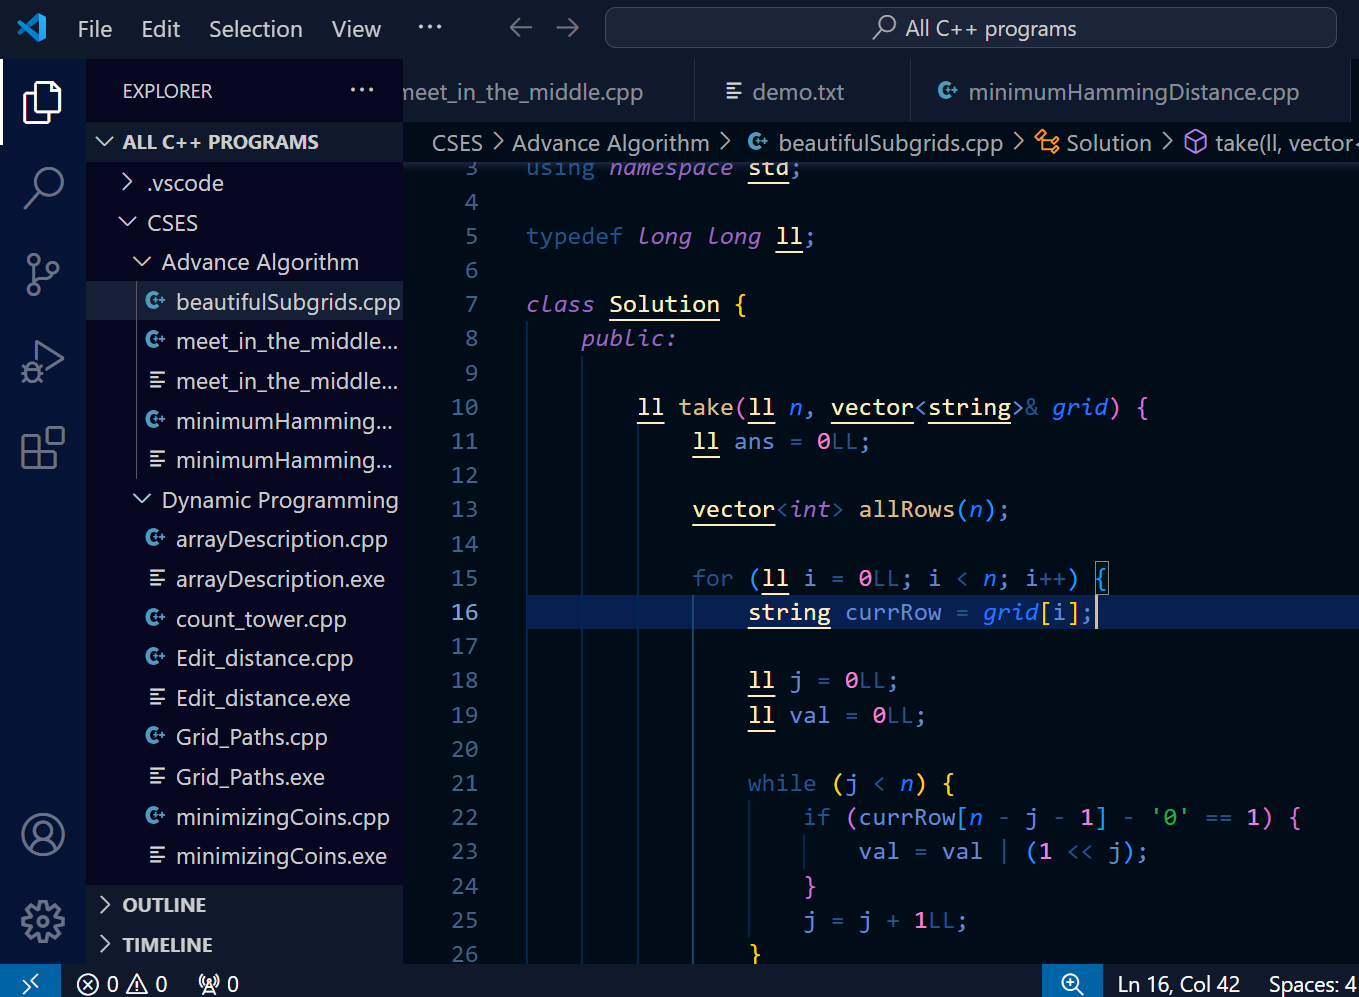 File Edit Selection View ··· All C++ programs
EXPLORER ···
meet_in_the_middle.cpp demo.txt minimumHammingDistance.cpp
ALL C++ PROGRAMS
CSES > Advance Algorithm > beautifulSubgrids.cpp > Solution > take(ll, vector<
.vscode
CSES
Advance Algorithm
beautifulSubgrids.cpp
meet_in_the_middle...
meet_in_the_middle...
minimumHamming...
minimumHamming...
Dynamic Programming
arrayDescription.cpp
arrayDescription.exe
count_tower.cpp
Edit_distance.cpp
Edit_distance.exe
Grid_Paths.cpp
Grid_Paths.exe
minimizingCoins.cpp
minimizingCoins.exe
OUTLINE
TIMELINE
3 using namespace std;
4
5 typedef long long ll;
6
7 class Solution {
8 public:
9
10 ll take(ll n, vector<string>& grid) {
11 ll ans = 0LL;
12
13 vector<int> allRows(n);
14
15 for (ll i = 0LL; i < n; i++) {
16 string currRow = grid[i];
17
18 ll j = 0LL;
19 ll val = 0LL;
20
21 while (j < n) {
22 if (currRow[n - j - 1] - '0' == 1) {
23 val = val | (1 << j);
24 }
25 j = j + 1LL;
26 }
0 0 0 Ln 16, Col 42 Spaces: 4